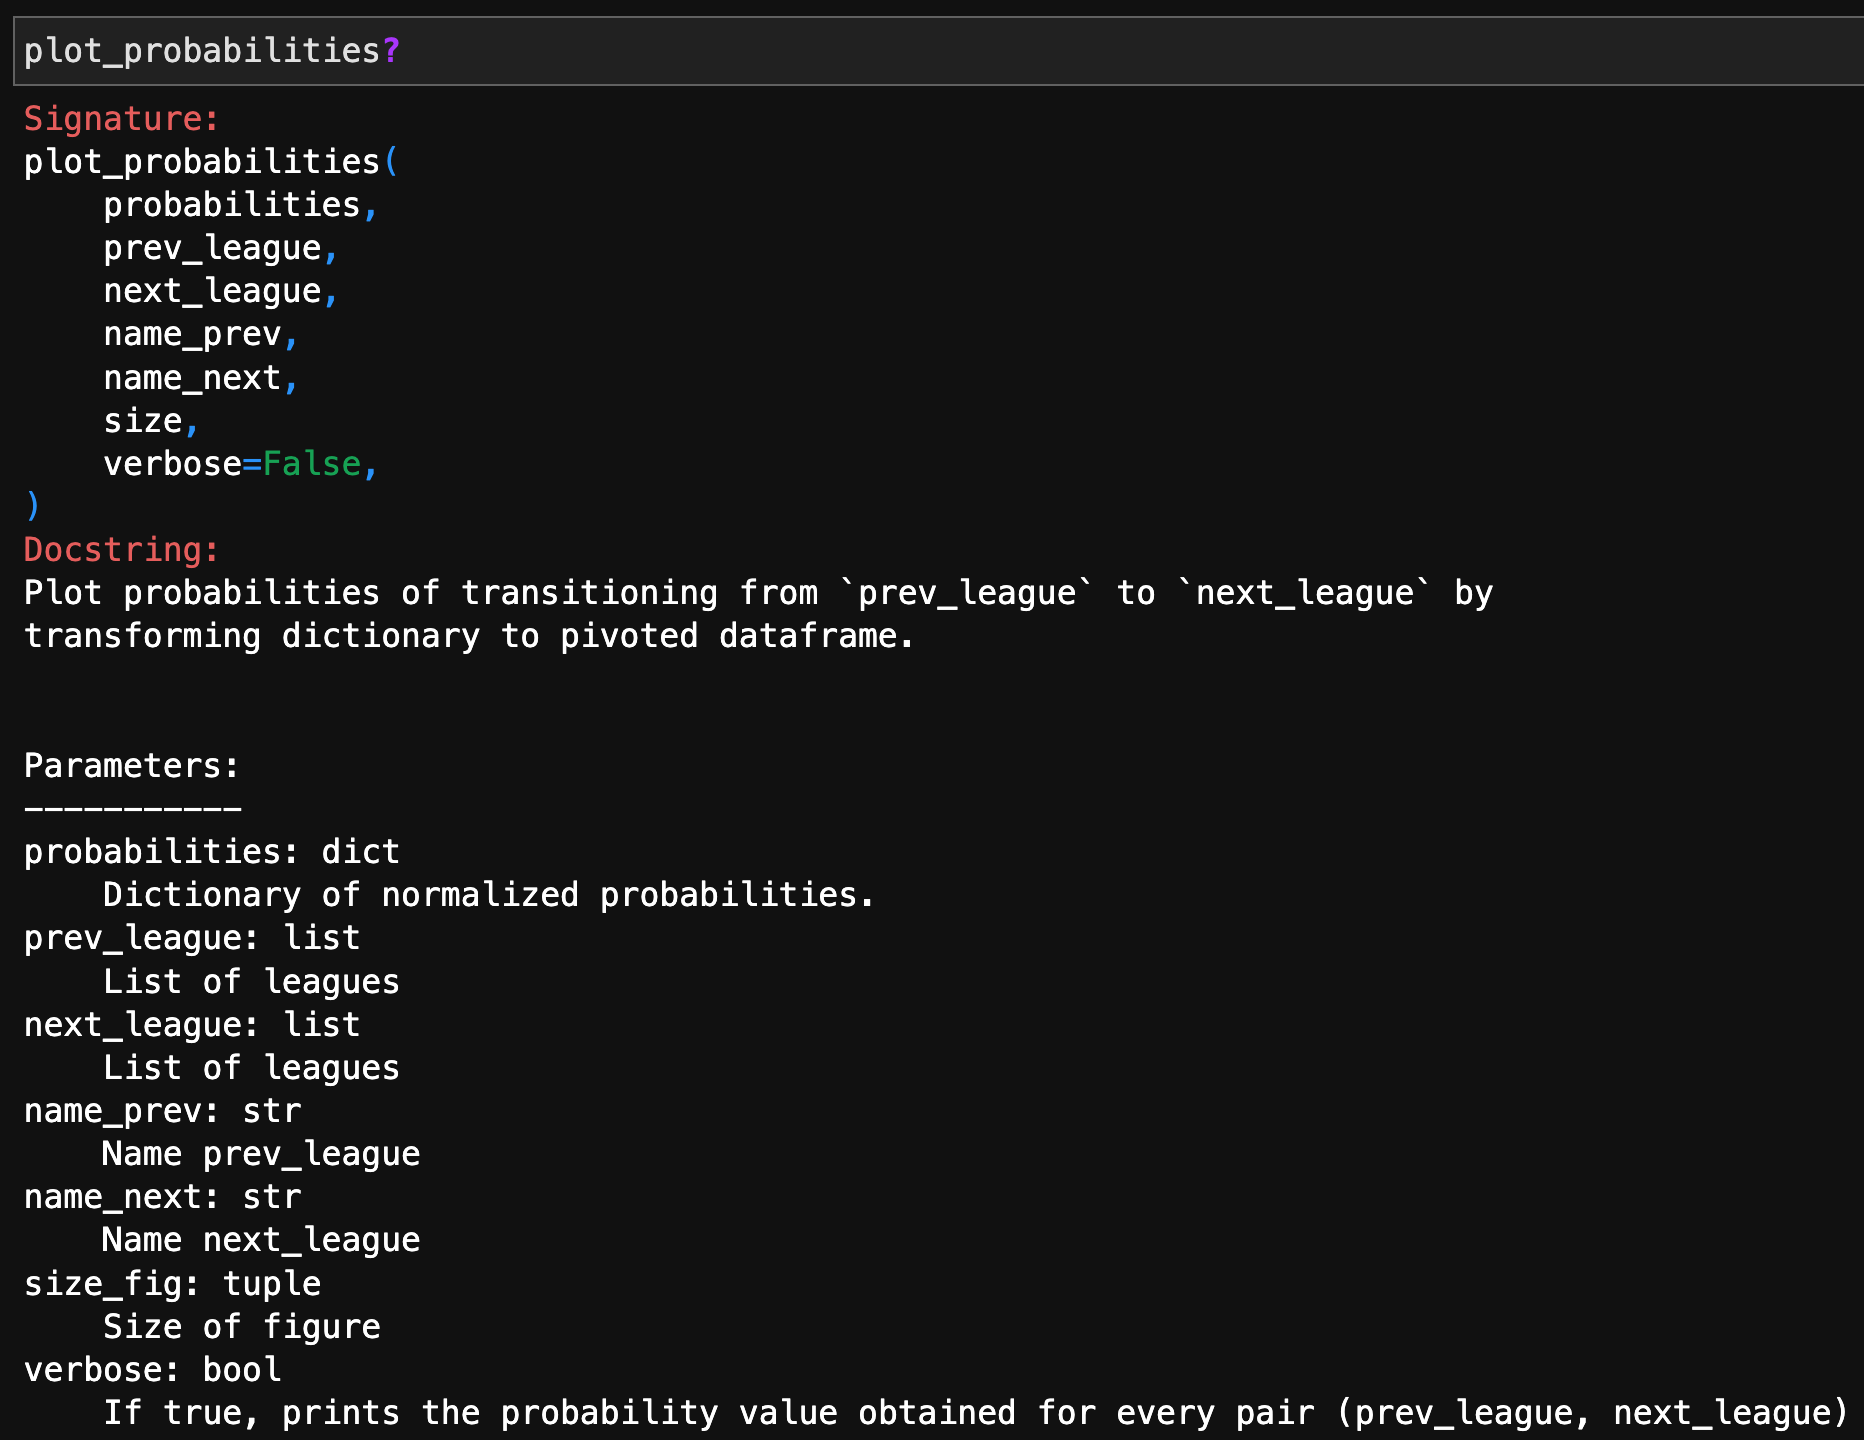 plot_probabilities?
Signature:
plot_probabilities(
    probabilities,
    prev_league,
    next_league,
    name_prev,
    name_next,
    size,
    verbose=False,
)
Docstring:
Plot probabilities of transitioning from `prev_league` to `next_league` by
transforming dictionary to pivoted dataframe.
Parameters:
-----------
probabilities: dict
    Dictionary of normalized probabilities.
prev_league: list
    List of leagues
next_league: list
    List of leagues
name_prev: str
    Name prev_league
name_next: str
    Name next_league
size_fig: tuple
    Size of figure
verbose: bool
    If true, prints the probability value obtained for every pair (prev_league, next_league)